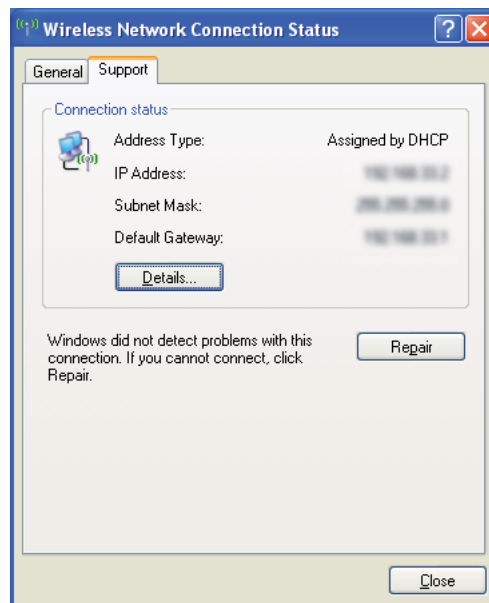 Wireless Network Connection Status
General Support
Connection status
Address Type: Assigned by DHCP
IP Address:
Subnet Mask:
Default Gateway:
Details...
Windows did not detect problems with this
connection. If you cannot connect, click
Repair.
Repair
Close